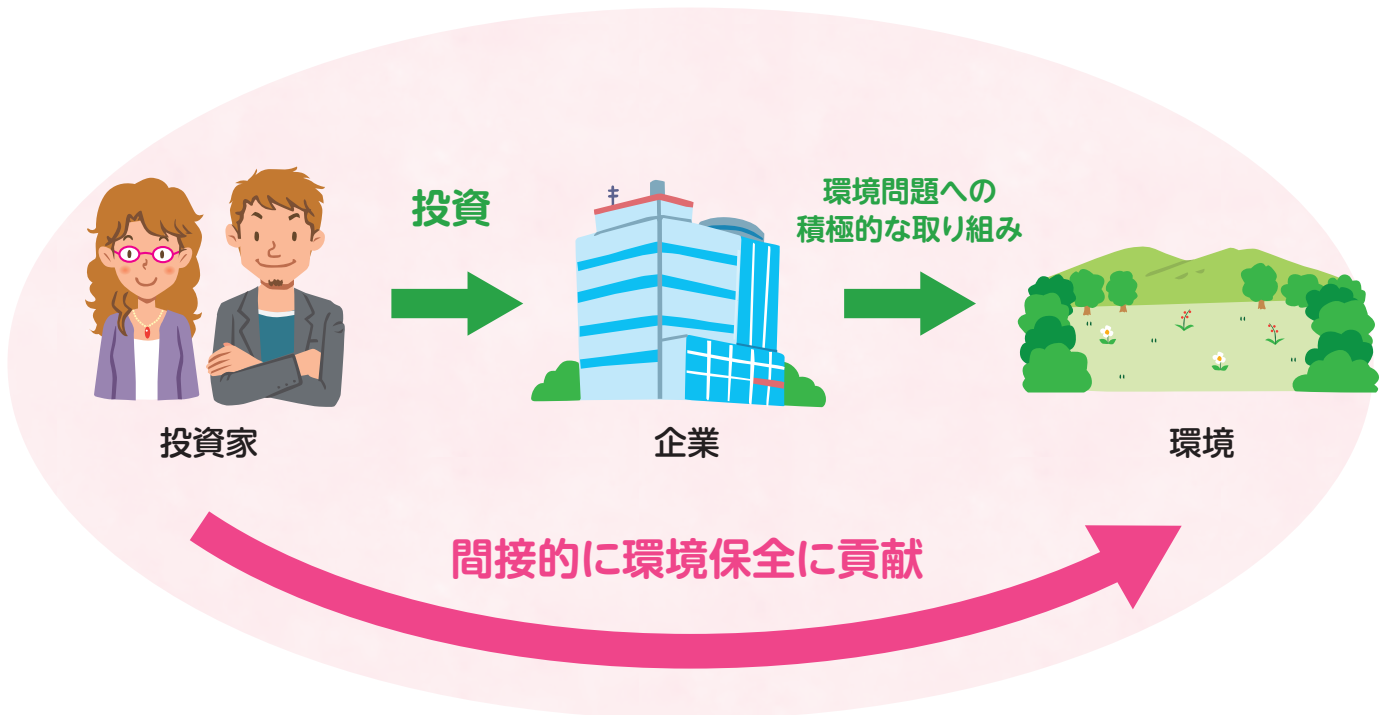 投資
環境問題への
積極的な取り組み
投資家
企業
環境
間接的に環境保全に貢献